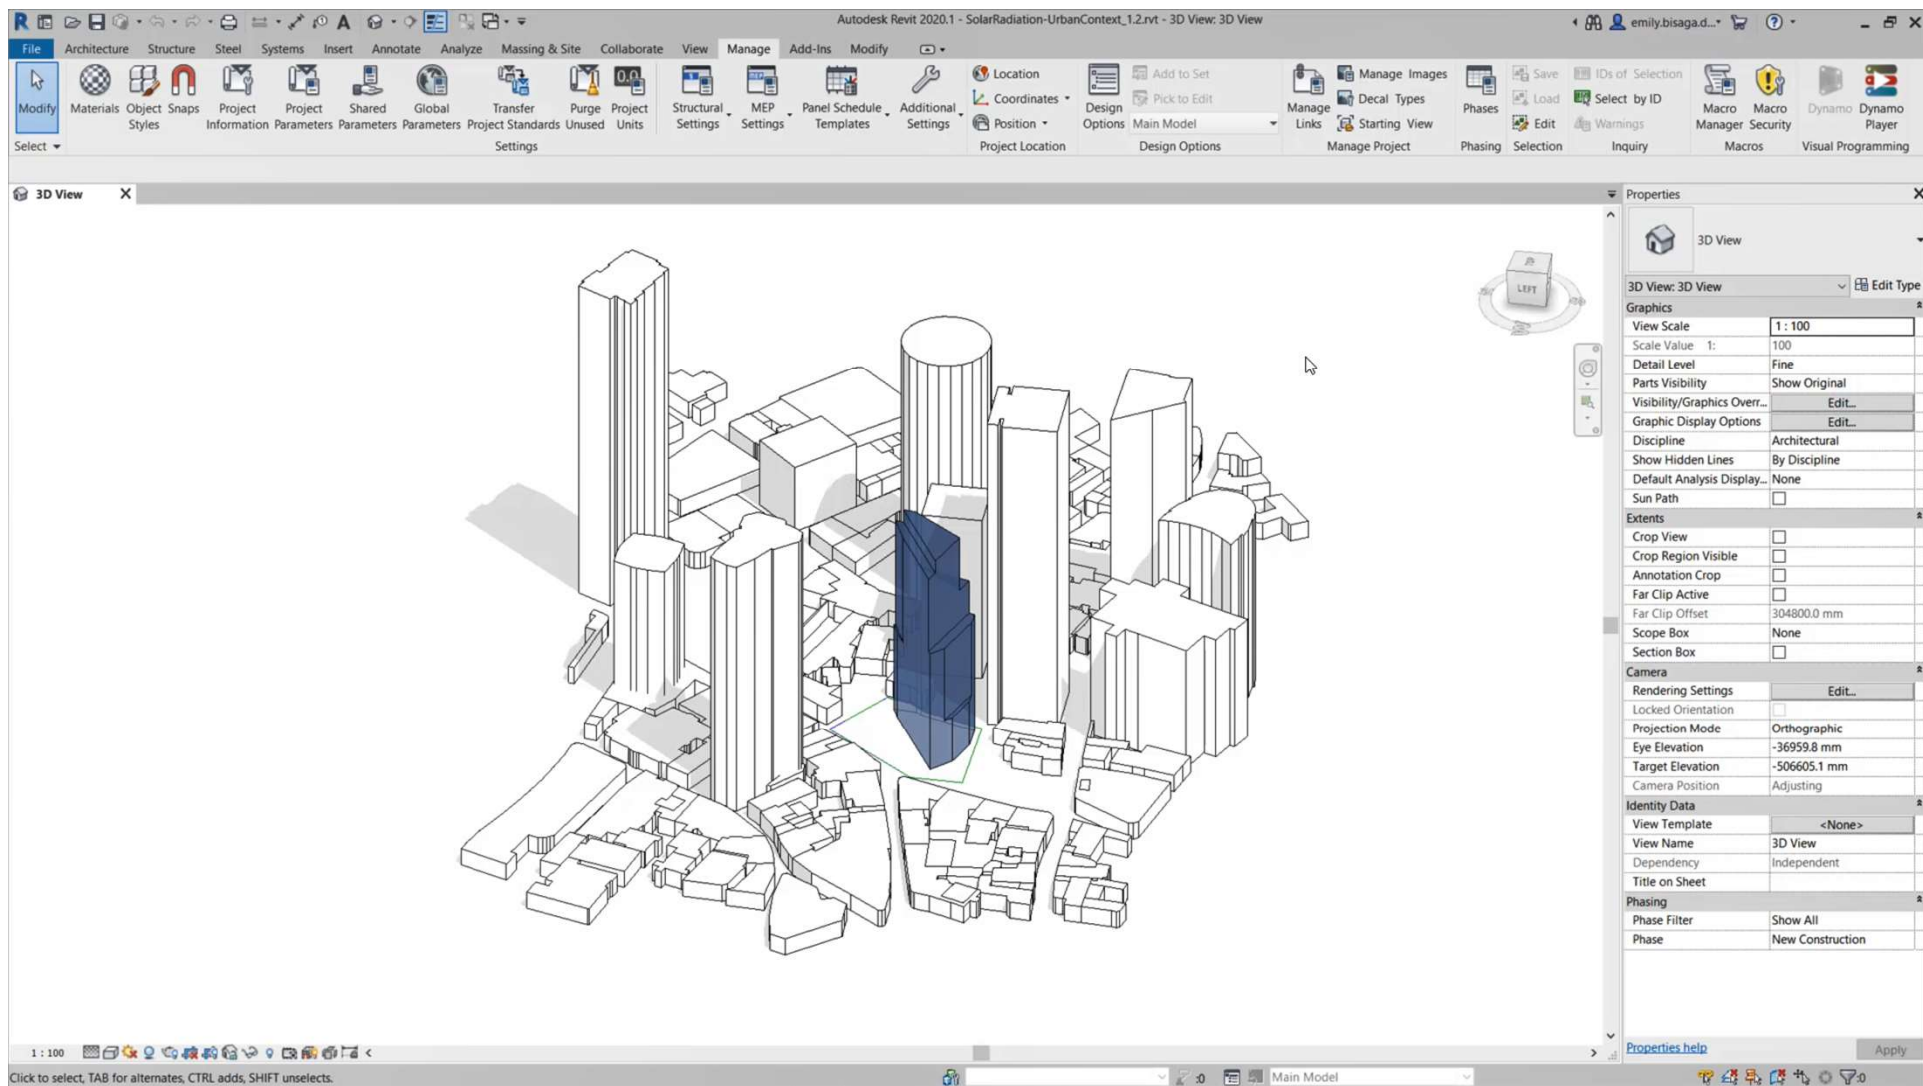 Autodesk Revit 2020.1 - SolarRadiation-UrbanContext_1.2.rvt - 3D View: 3D View
emily.bisaga.d...
File Architecture Structure Steel Systems Insert Annotate Analyze Massing & Site Collaborate View Manage Add-Ins Modify
Modify
Select
Materials
Object Styles
Snaps
Project Information
Project Parameters
Shared Parameters
Global Parameters
Transfer Project Standards
Purge Unused
Project Units
Settings
Structural Settings
MEP Settings
Panel Schedule Templates
Additional Settings
Location
Coordinates
Position
Project Location
Design Options
Add to Set
Pick to Edit
Main Model
Design Options
Manage Links
Manage Images
Decal Types
Starting View
Manage Project
Phases
Phasing
Save
Load
Edit
Selection
IDs of Selection
Select by ID
Warnings
Inquiry
Macro Manager
Macro Security
Macros
Dynamo
Dynamo Player
Visual Programming
3D View
LEFT
Properties
3D View
3D View: 3D View
Edit Type
Graphics
View Scale 1 : 100
Scale Value 1: 100
Detail Level Fine
Parts Visibility Show Original
Visibility/Graphics Overr... Edit...
Graphic Display Options Edit...
Discipline Architectural
Show Hidden Lines By Discipline
Default Analysis Display... None
Sun Path
Extents
Crop View
Crop Region Visible
Annotation Crop
Far Clip Active
Far Clip Offset 304800.0 mm
Scope Box None
Section Box
Camera
Rendering Settings Edit...
Locked Orientation
Projection Mode Orthographic
Eye Elevation -36959.8 mm
Target Elevation -506605.1 mm
Camera Position Adjusting
Identity Data
View Template <None>
View Name 3D View
Dependency Independent
Title on Sheet
Phasing
Phase Filter Show All
Phase New Construction
Properties help Apply
1 : 100
Click to select, TAB for alternates, CTRL adds, SHIFT unselects.
:0
Main Model
:0